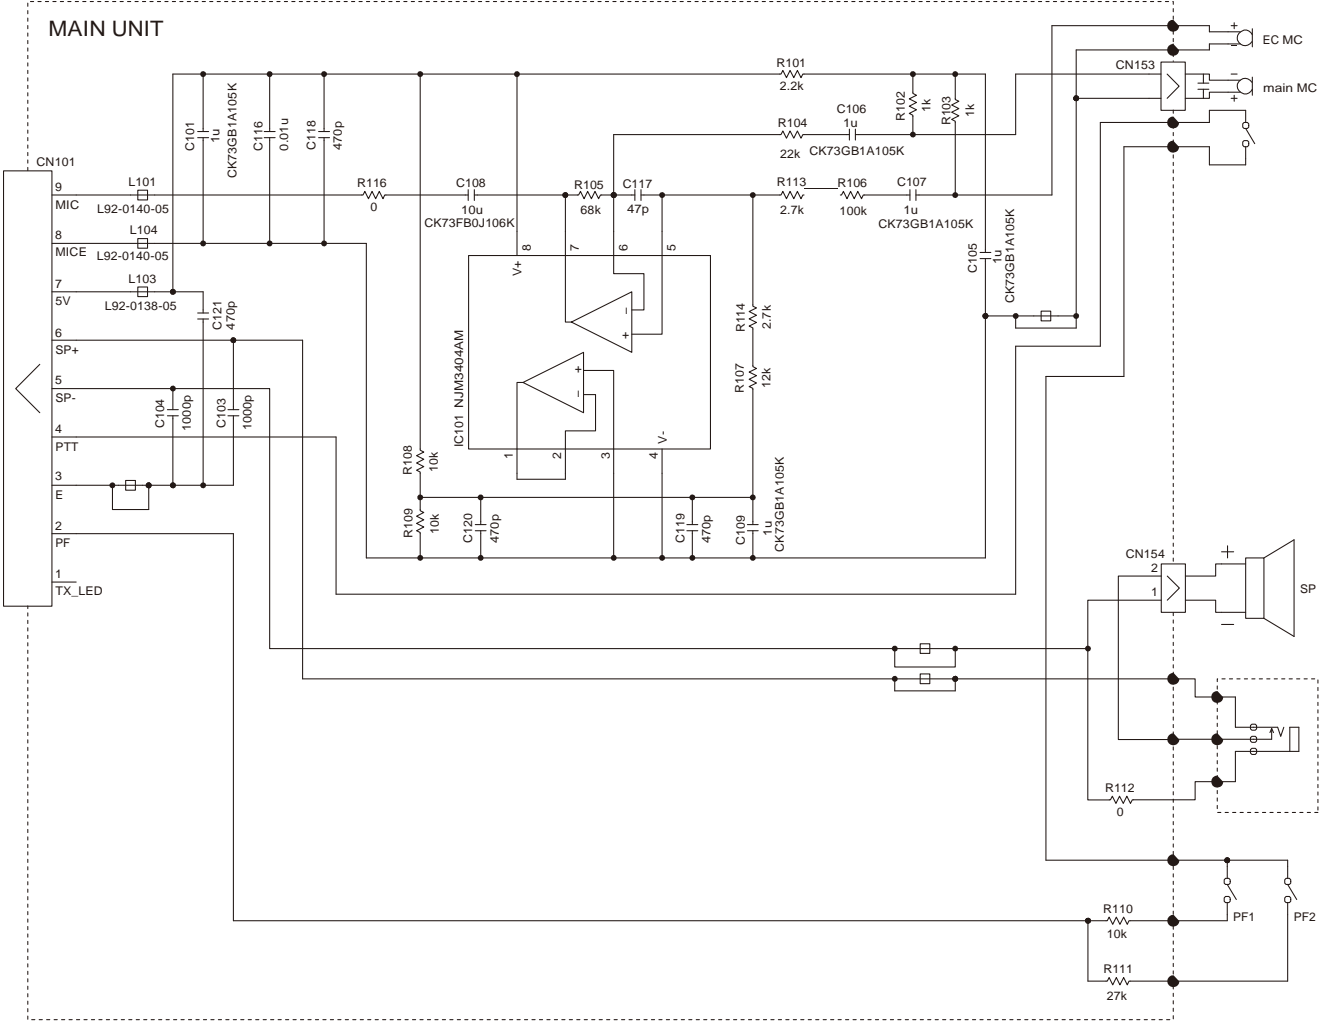 MAIN UNIT
CN101
9
MIC
8
MICE
7
5V
6
SP+
5
SP-
4
PTT
3
E
2
PF
1
TX_LED
L101
L92-0140-05
L104
L92-0140-05
L103
L92-0138-05
C101
1u
CK73GB1A105K
C116
0.01u
C118
470p
C121
470p
C104
1000p
C103
1000p
R116
0
C108
10u
CK73FB0J106K
R105
68k
C117
47p
R101
2.2k
R104
22k
C106
1u
CK73GB1A105K
R102
1k
R103
1k
R113
2.7k
R106
100k
C107
1u
CK73GB1A105K
C105
1u
CK73GB1A105K
8
7
6
5
V+
−
+
+
−
V-
1
2
3
4
IC101 NJM3404AM
R114
2.7k
R107
12k
R108
10k
R109
10k
C120
470p
C119
470p
C109
1u
CK73GB1A105K
+
−
EC MC
CN153
−
+
main MC
CN154
2
1
+
−
SP
R112
0
R110
10k
R111
27k
PF1
PF2